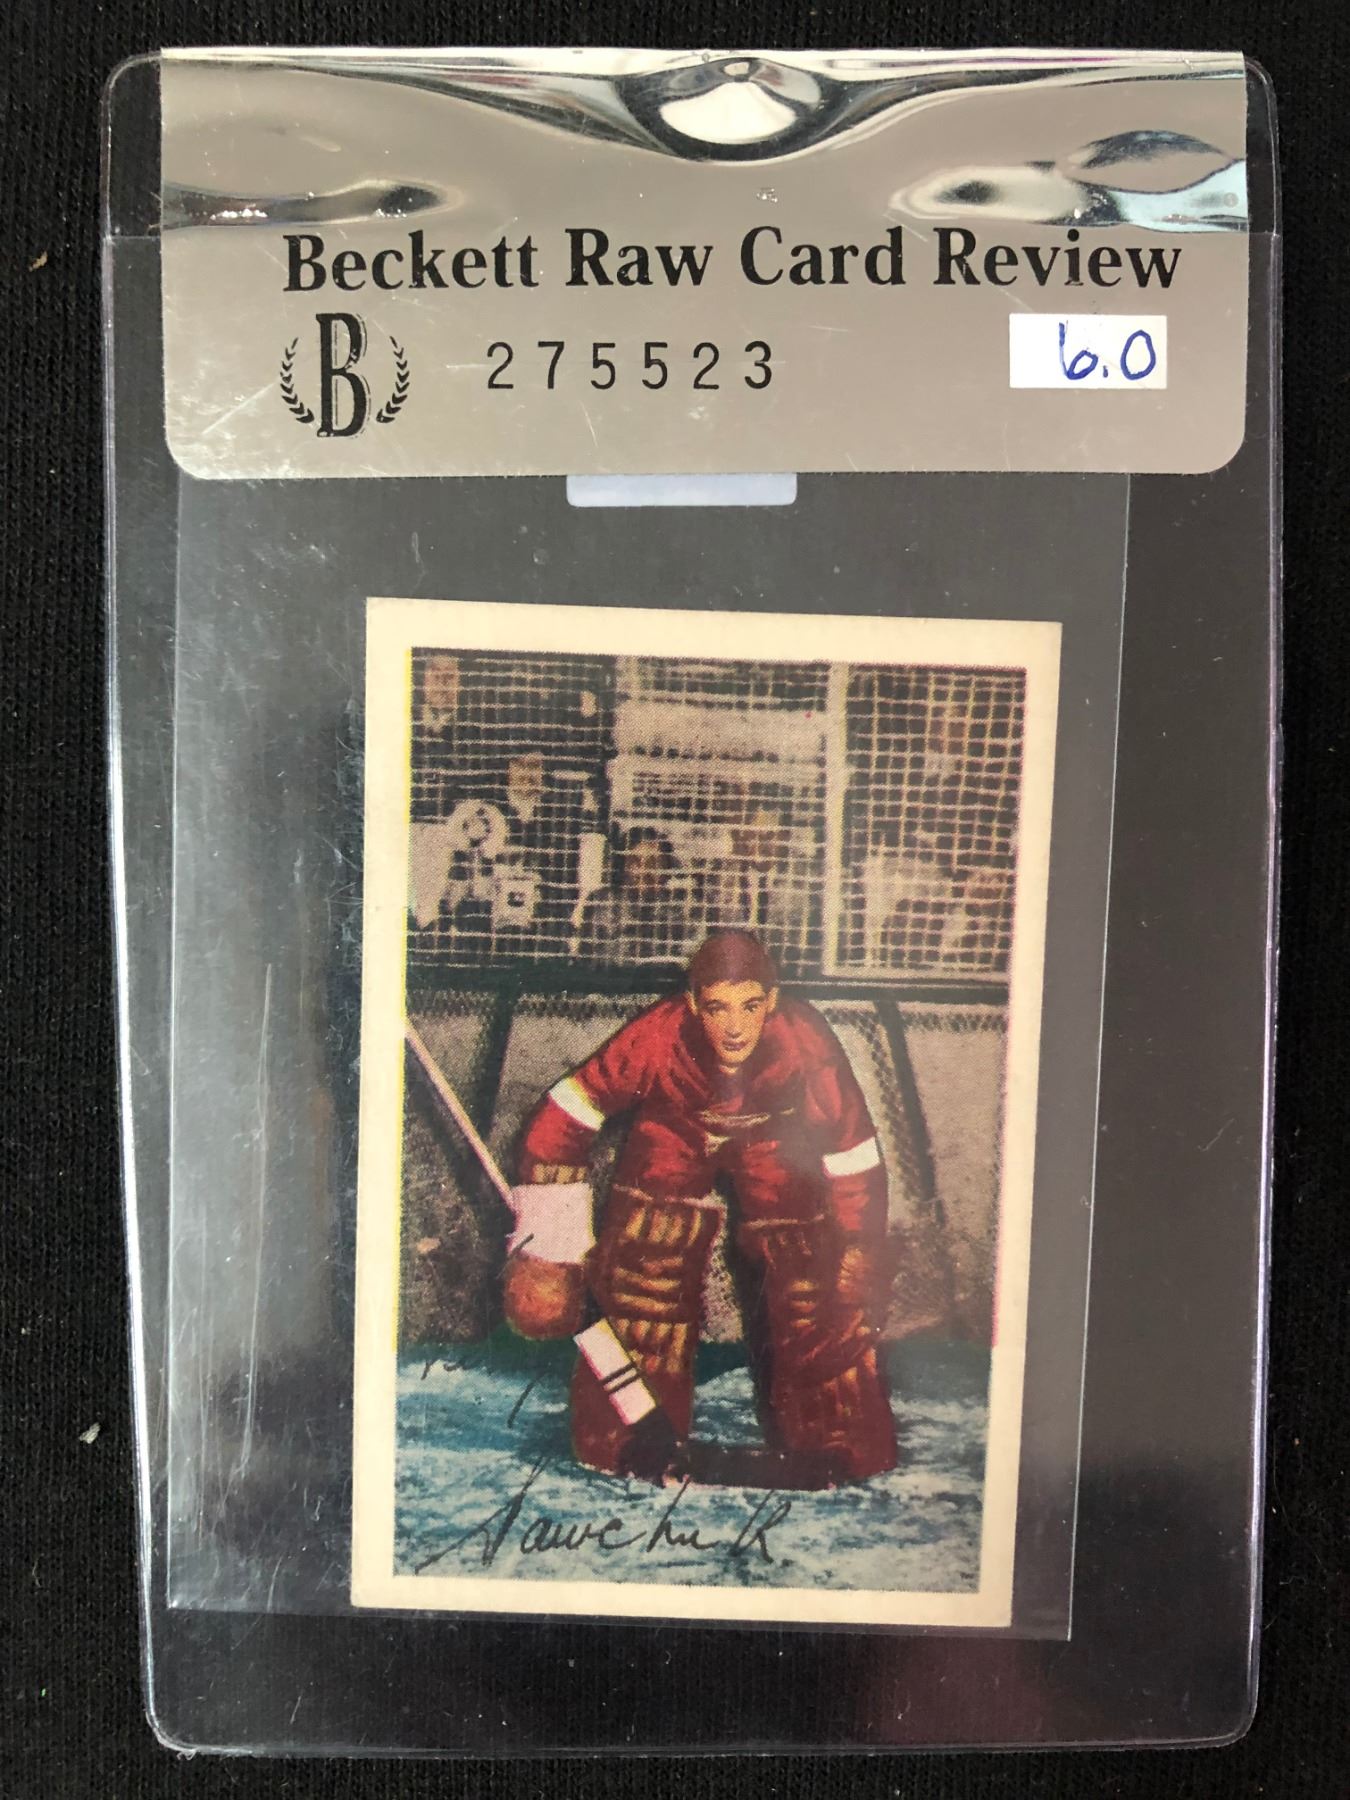 Beckett Raw Card Review
B 275523 6.0
Sawchuk